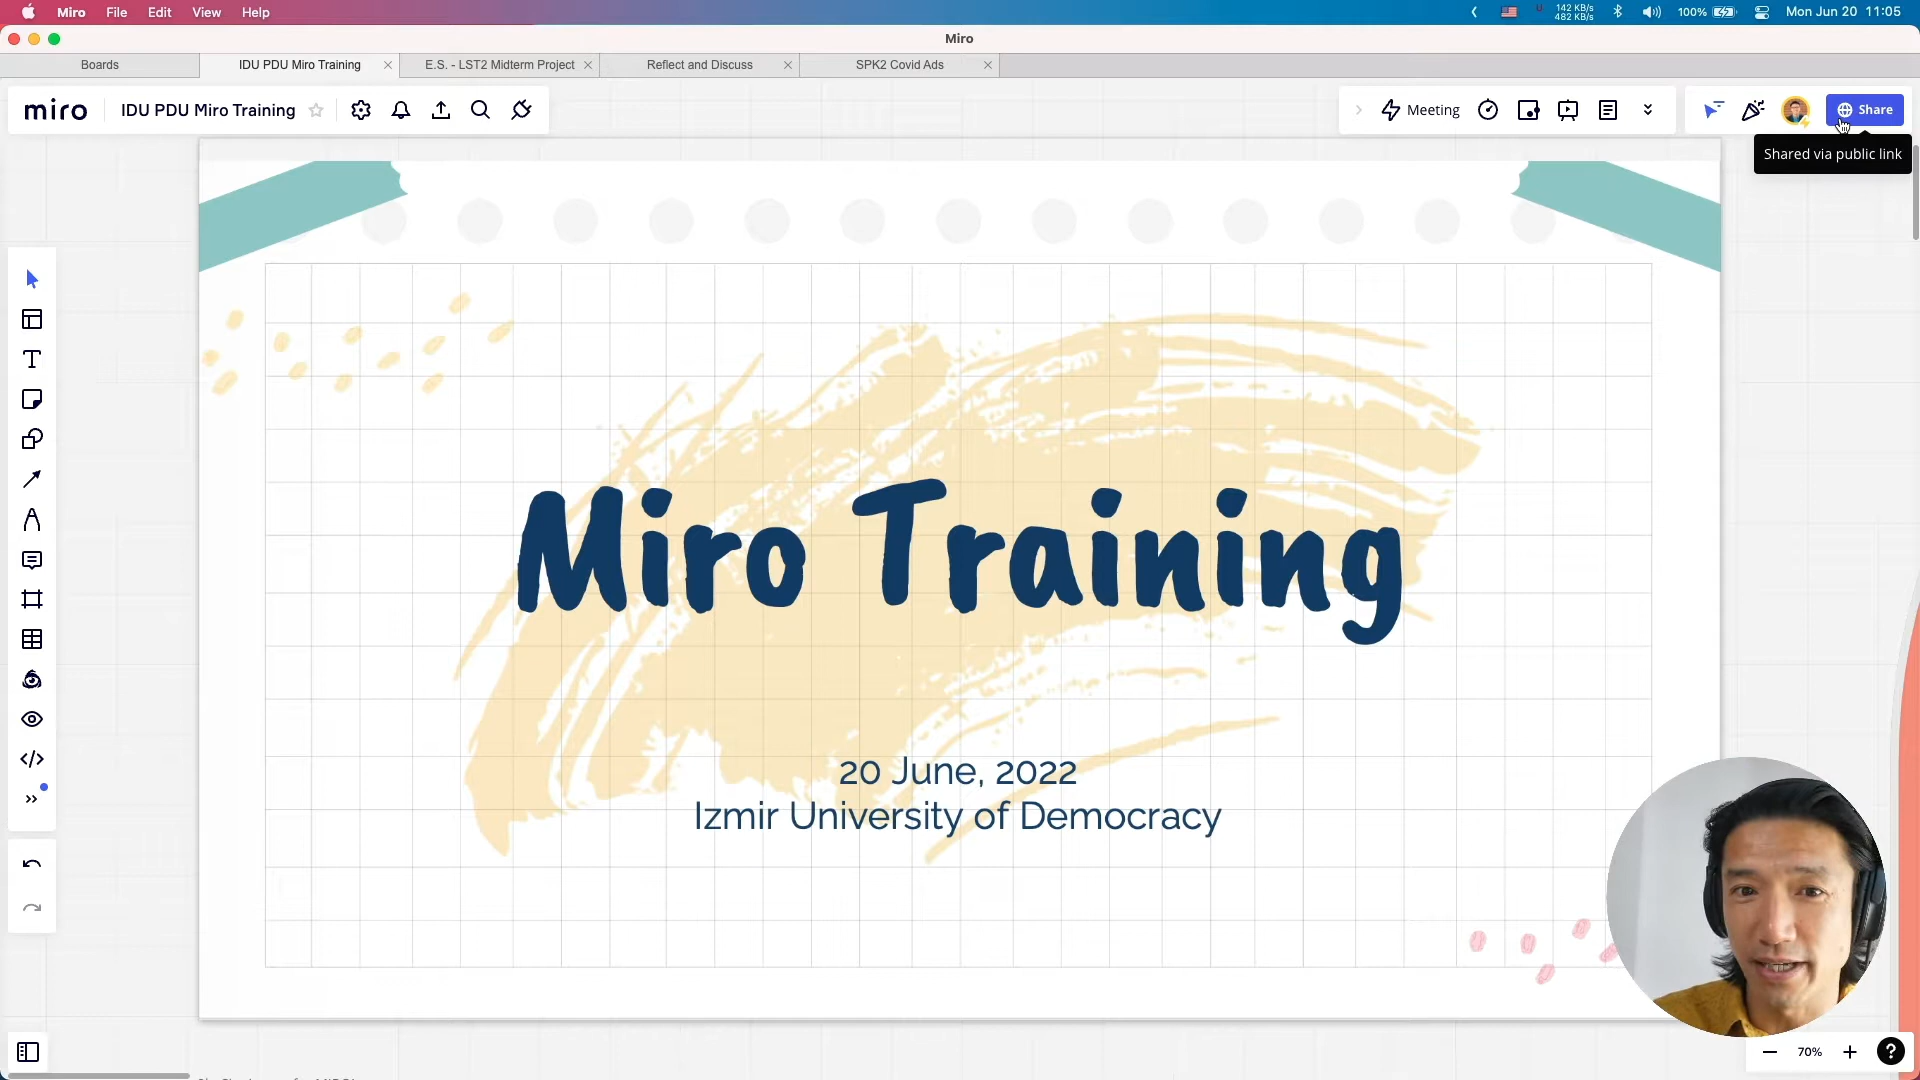 Miro File Edit View Help
U 142 KB/s
482 KB/s
100% Mon Jun 20 11:05
Miro
Boards
IDU PDU Miro Training
E.S. - LST2 Midterm Project
Reflect and Discuss
SPK2 Covid Ads
miro IDU PDU Miro Training
Meeting
Share
Shared via public link
Miro Training
20 June, 2022
Izmir University of Democracy
70%